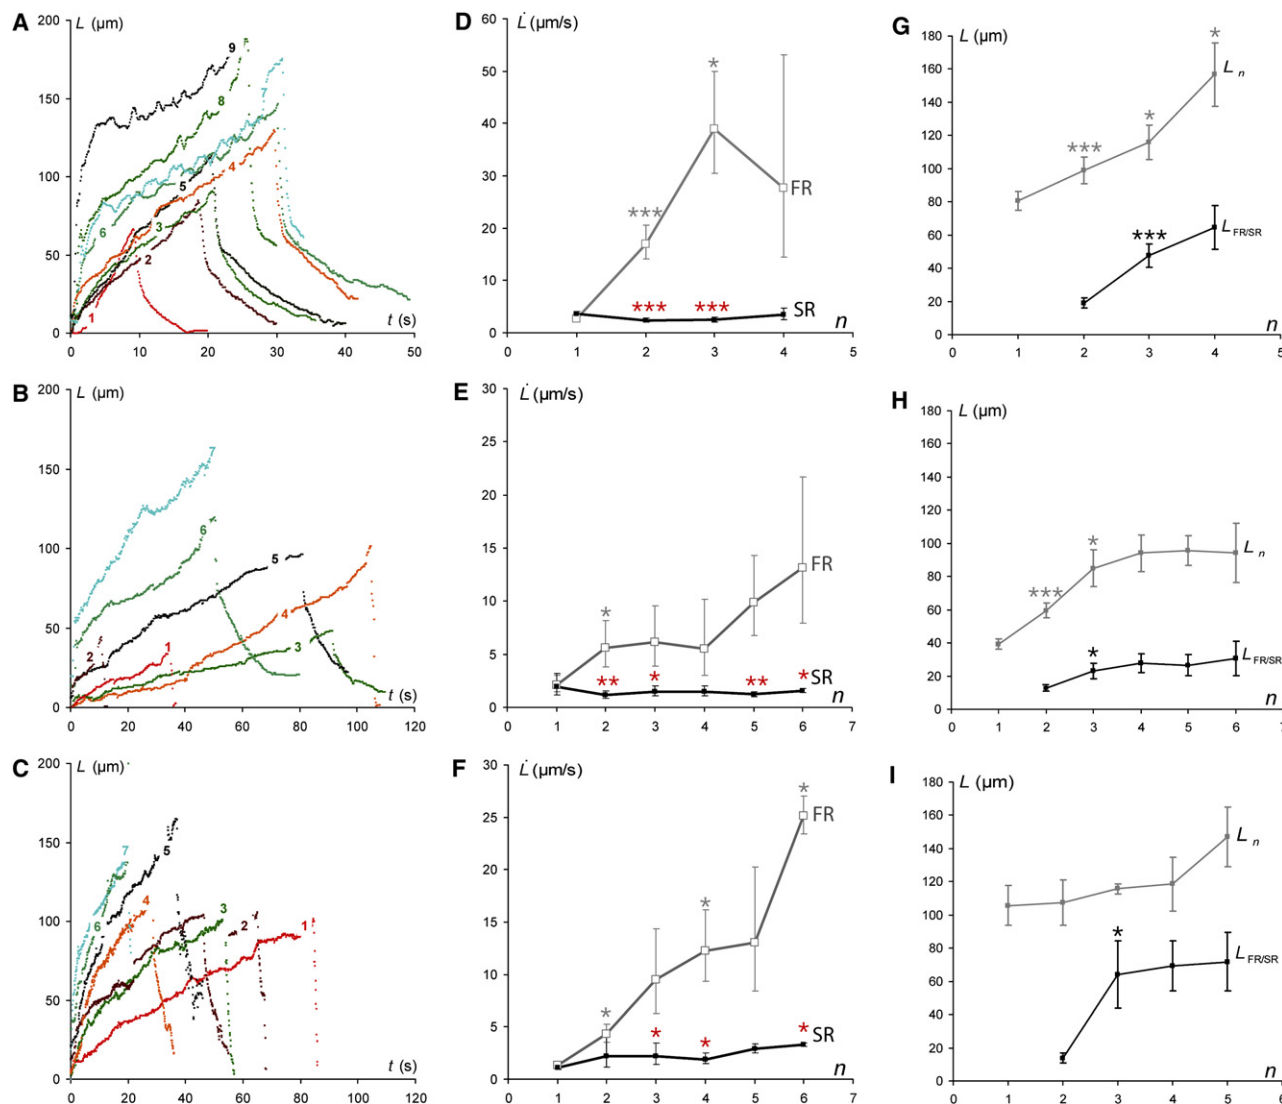 A
L (µm)
200
150
100
50
0
0 10 20 30 40 50
t (s)
1 2 3 4 5 6 7 8 9
D
L̇ (µm/s)
60
50
40
30
20
10
0
0 1 2 3 4 5
n
***
*
FR
***
***
SR
G
L (µm)
180
160
140
120
100
80
60
40
20
0
0 1 2 3 4 5
n
***
*
*
L n
***
L FR/SR
B
L (µm)
200
150
100
50
0
0 20 40 60 80 100 120
t (s)
1 2 3 4 5 6 7
E
L̇ (µm/s)
30
25
20
15
10
5
0
0 1 2 3 4 5 6 7
n
*
FR
**
*
**
*
SR
H
L (µm)
180
160
140
120
100
80
60
40
20
0
0 1 2 3 4 5 6 7
n
***
*
L n
*
L FR/SR
C
L (µm)
200
150
100
50
0
0 20 40 60 80 100 120
t (s)
1 2 3 4 5 6 7
F
L̇ (µm/s)
30
25
20
15
10
5
0
0 1 2 3 4 5 6 7
n
*
*
*
FR
*
*
*
SR
I
L (µm)
180
160
140
120
100
80
60
40
20
0
0 1 2 3 4 5 6
n
L n
*
L FR/SR